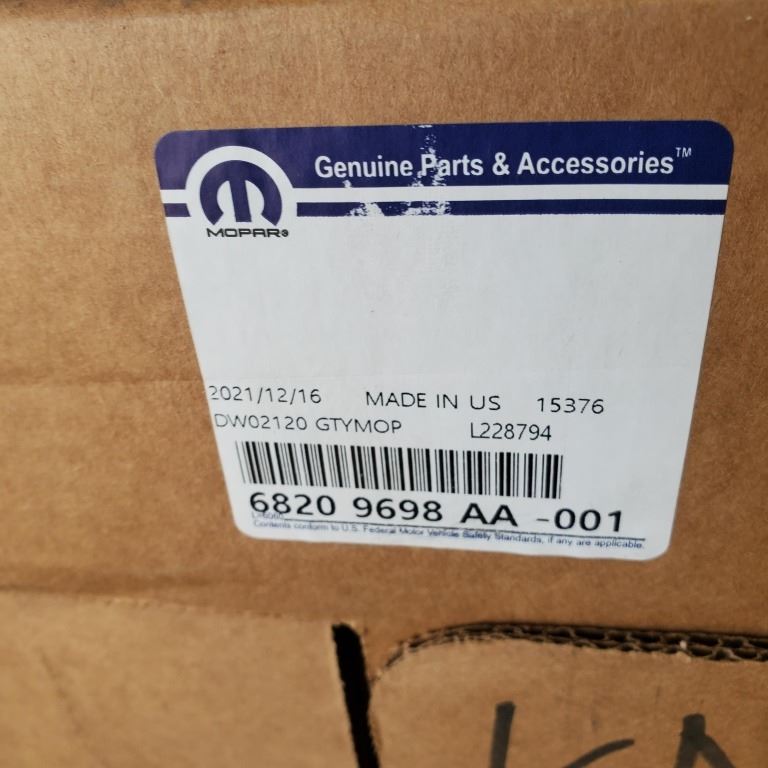 Genuine Parts & Accessories™
MOPAR®
2021/12/16 MADE IN US 15376
DW02120 GTYMOP L228794
6820 9698 AA -001
L-6060
Contents conform to U.S. Federal Motor Vehicle Safety Standards, if any are applicable.